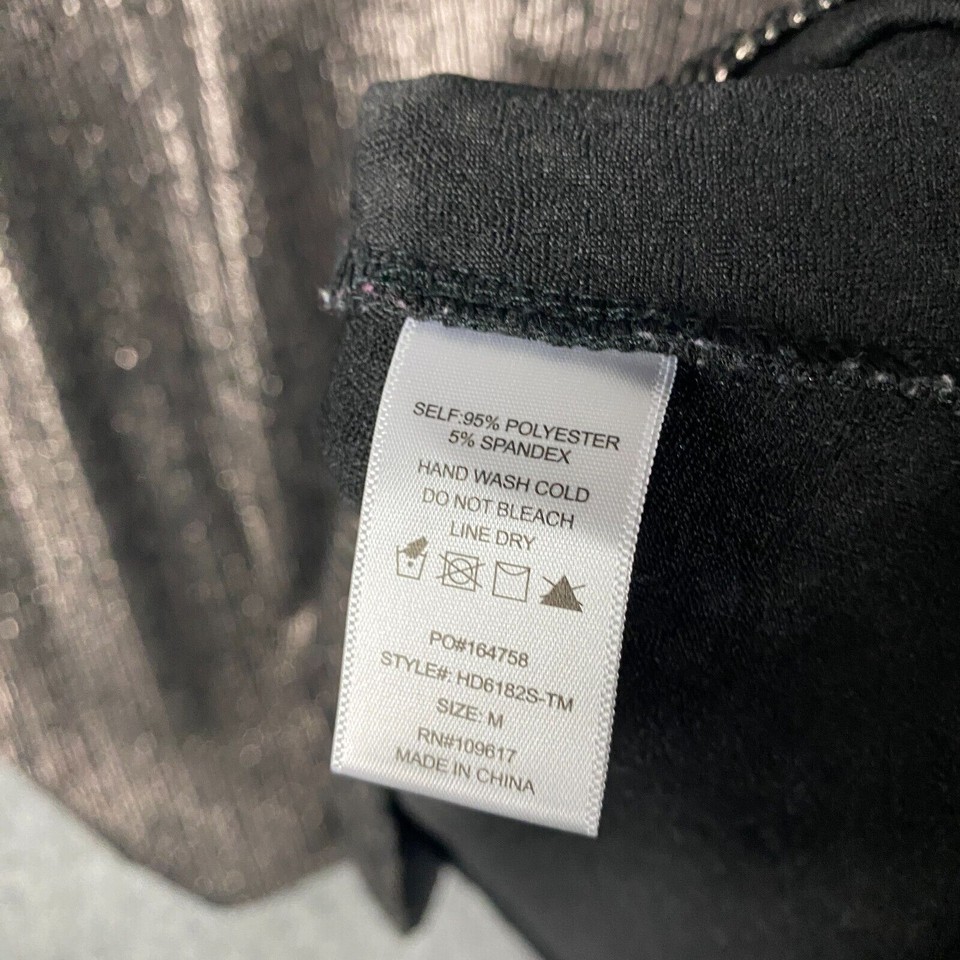 SELF:95% POLYESTER
5% SPANDEX
HAND WASH COLD
DO NOT BLEACH
LINE DRY
PO#164758
STYLE#: HD6182S-TM
SIZE: M
RN#109617
MADE IN CHINA